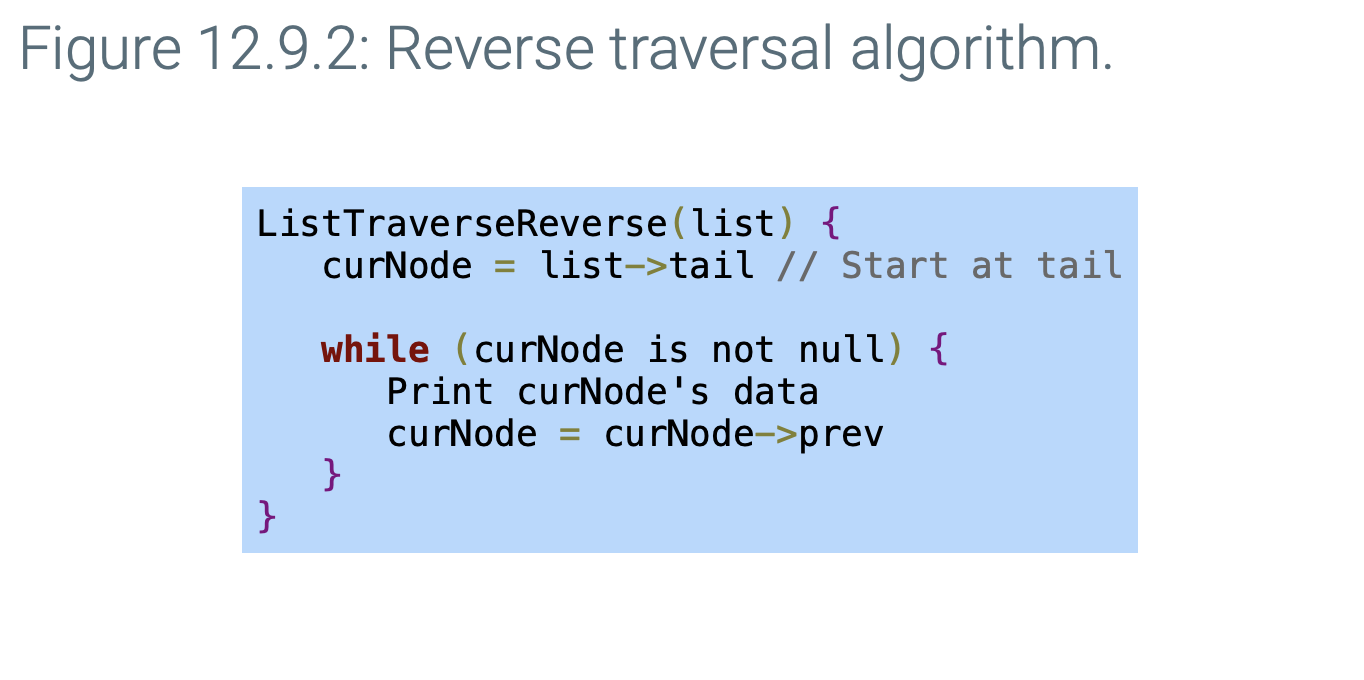 Figure 12.9.2: Reverse traversal algorithm.
ListTraverseReverse(list) {
   curNode = list->tail // Start at tail

   while (curNode is not null) {
      Print curNode's data
      curNode = curNode->prev
   }
}